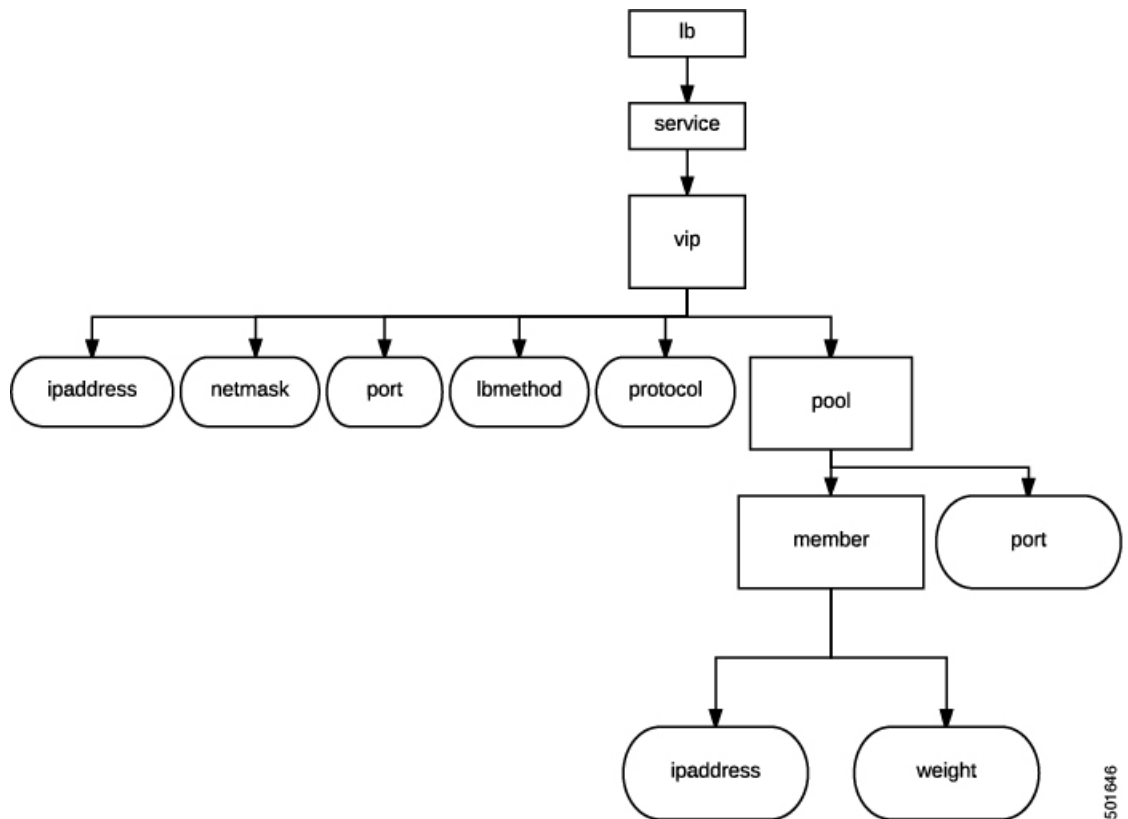 lb
service
vip
ipaddress
netmask
port
lbmethod
protocol
pool
member
port
ipaddress
weight
501646